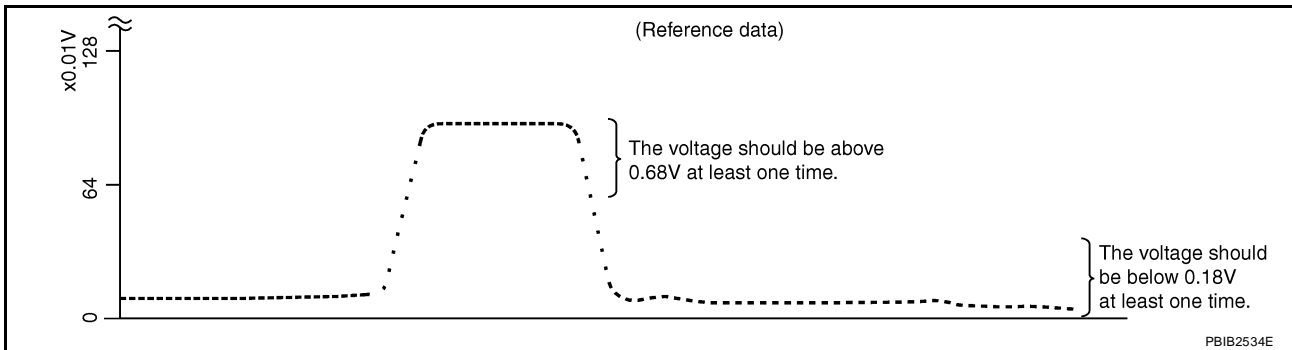 (Reference data)
x0.01V
128
64
0
The voltage should be above
0.68V at least one time.
The voltage should
be below 0.18V
at least one time.
PBIB2534E